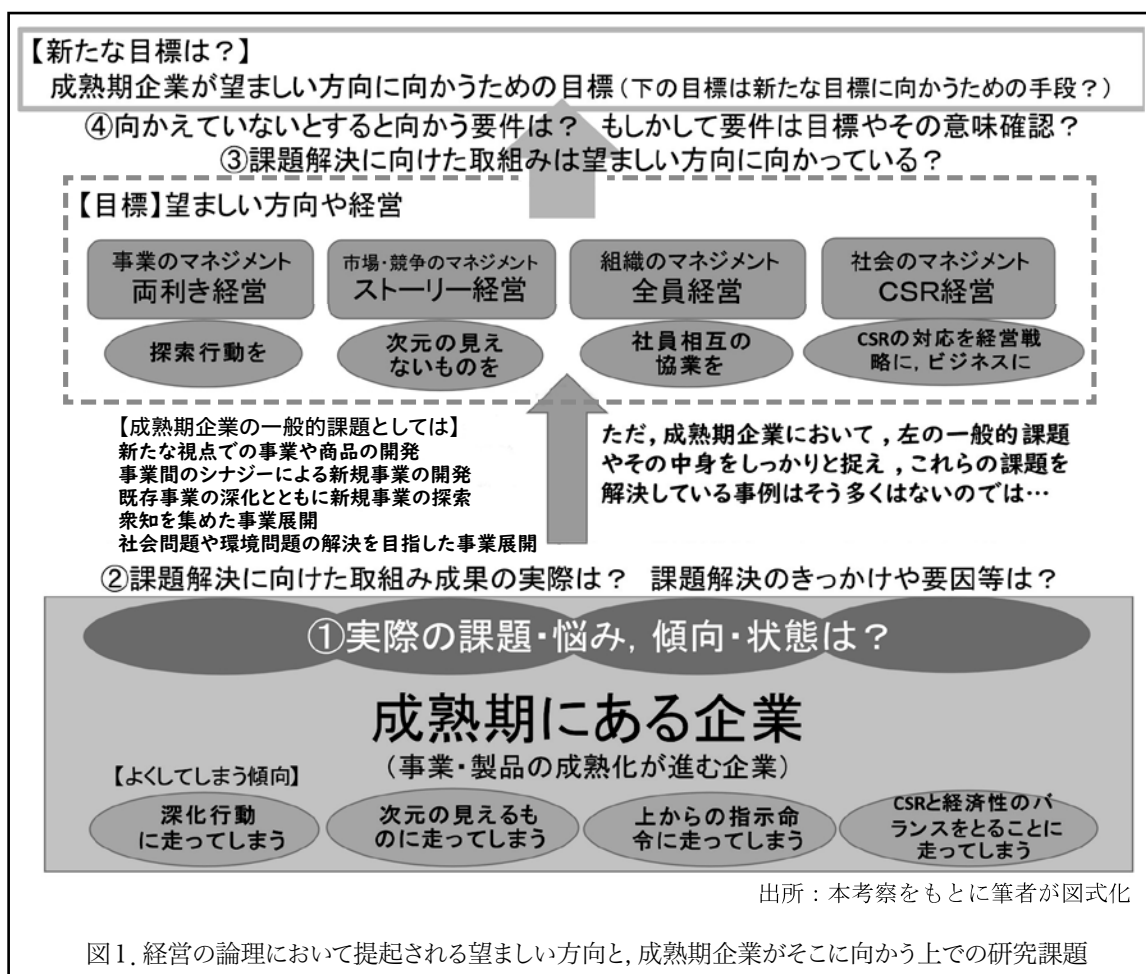 【新たな目標は？】
成熟期企業が望ましい方向に向かうための目標（下の目標は新たな目標に向かうための手段？）
④向かえていないとすると向かう要件は？ もしかして要件は目標やその意味確認？
③課題解決に向けた取組みは望ましい方向に向かっている？
【目標】望ましい方向や経営
事業のマネジメント
両利き経営
市場・競争のマネジメント
ストーリー経営
組織のマネジメント
全員経営
社会のマネジメント
CSR経営
探索行動を
次元の見え
ないものを
社員相互の
協業を
CSRの対応を経営戦
略に，ビジネスに
【成熟期企業の一般的課題としては】
新たな視点での事業や商品の開発
事業間のシナジーによる新規事業の開発
既存事業の深化とともに新規事業の探索
衆知を集めた事業展開
社会問題や環境問題の解決を目指した事業展開
ただ，成熟期企業において，左の一般的課題
やその中身をしっかりと捉え，これらの課題を
解決している事例はそう多くはないのでは…
②課題解決に向けた取組み成果の実際は？ 課題解決のきっかけや要因等は？
①実際の課題・悩み，傾向・状態は？
成熟期にある企業
（事業・製品の成熟化が進む企業）
【よくしてしまう傾向】
深化行動
に走ってしまう
次元の見えるも
のに走ってしまう
上からの指示命
令に走ってしまう
CSRと経済性のバ
ランスをとることに
走ってしまう
出所：本考察をもとに筆者が図式化
図1．経営の論理において提起される望ましい方向と，成熟期企業がそこに向かう上での研究課題